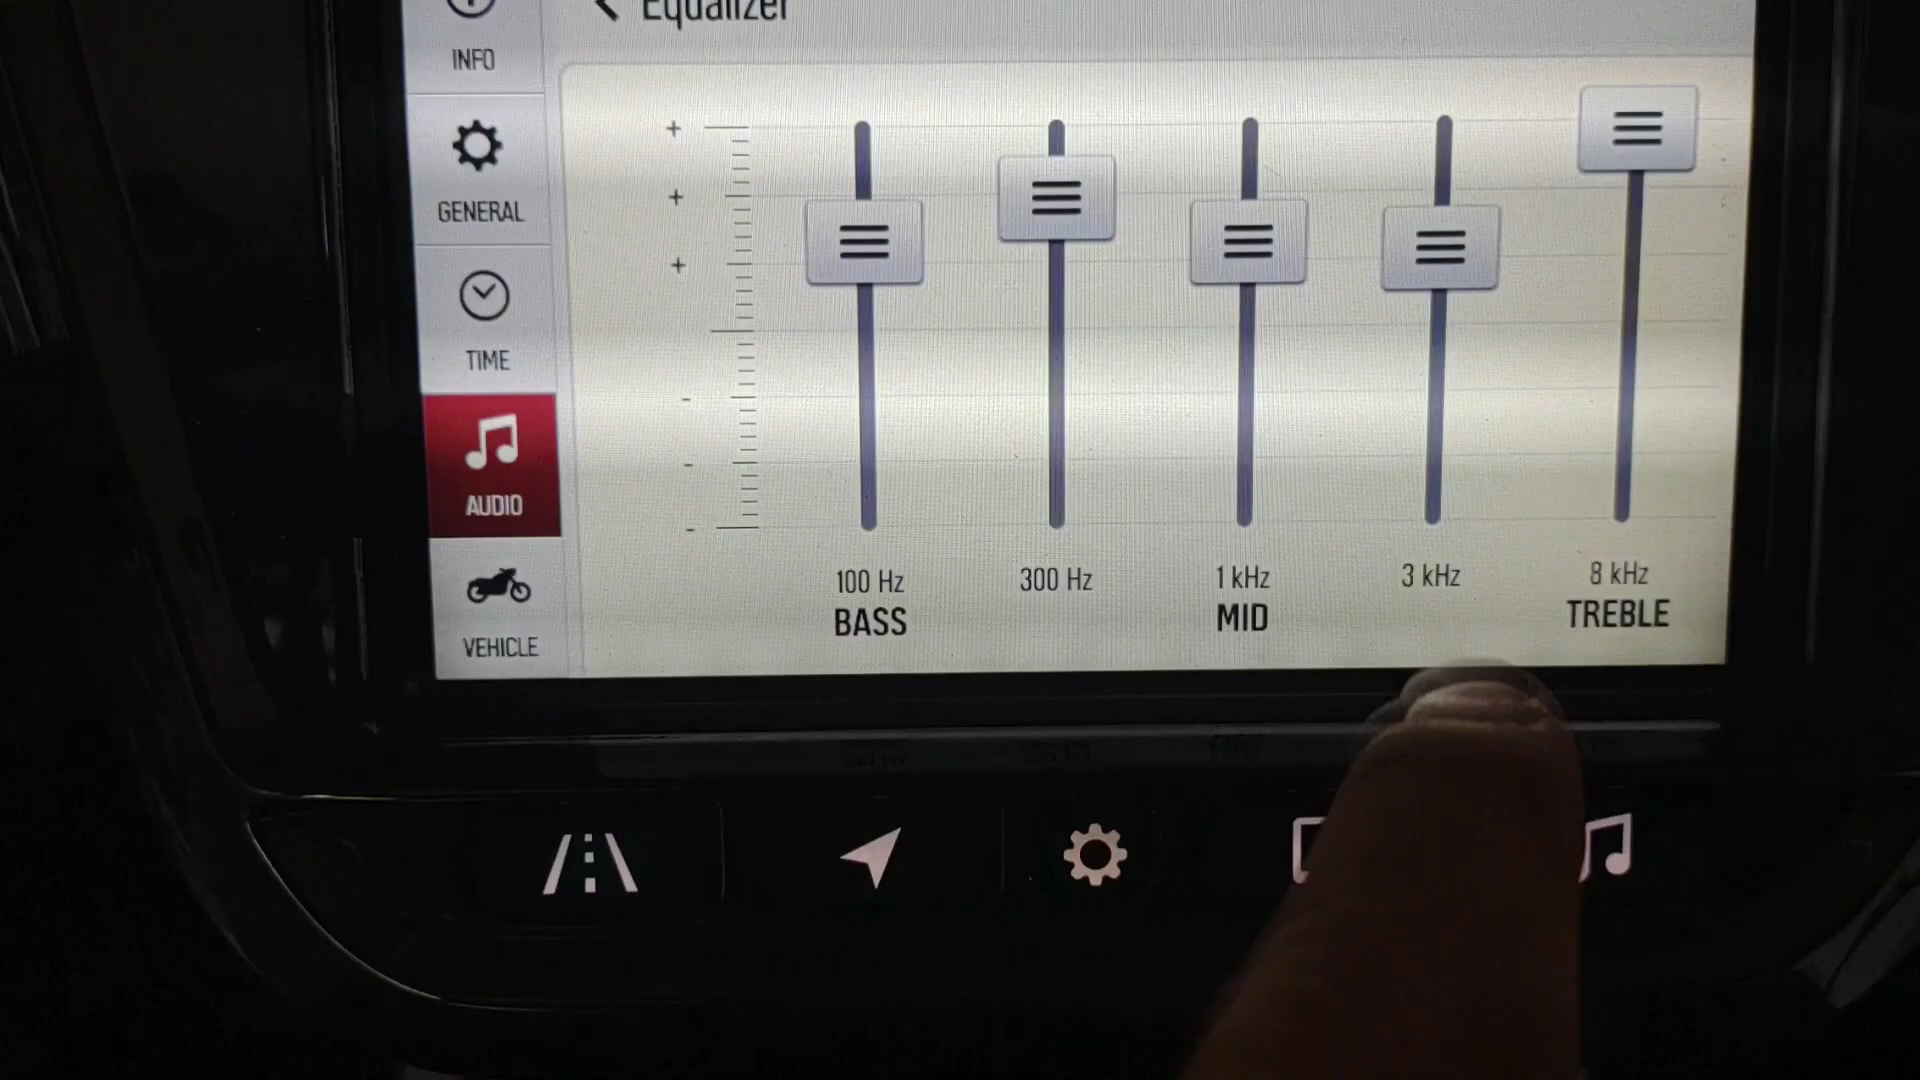 Equalizer
INFO
GENERAL
TIME
AUDIO
VEHICLE
+
+
+
-
-
-
100 Hz
BASS
300 Hz
1 kHz
MID
3 kHz
8 kHz
TREBLE